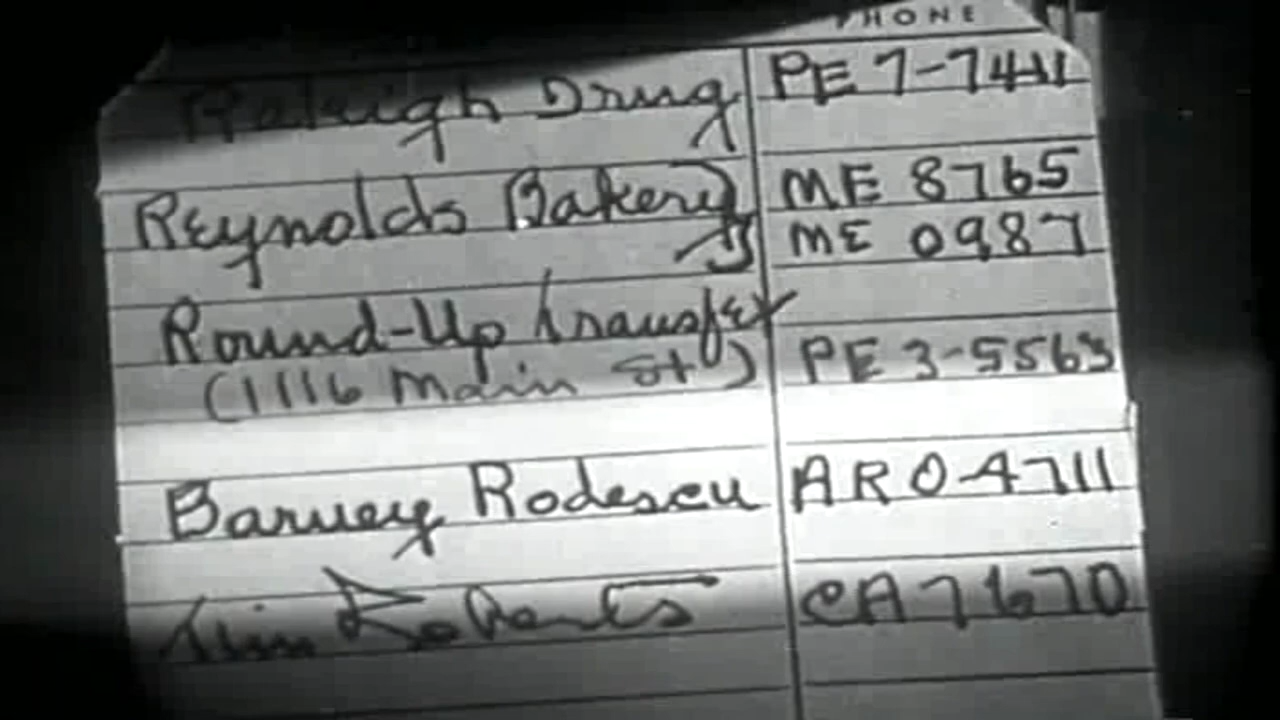 PHONE
Raleigh Drug PE 7-7411
Reynolds Bakery ME 8765
ME 0987
Round-Up Transfer
(1116 Main St) PE 3-5563
Barney Rodescu AR 0-4711
Jim Roberts CA 7670